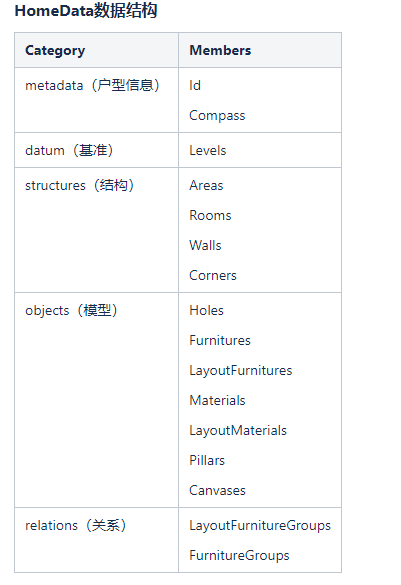 HomeData数据结构
Category Members
metadata（户型信息） Id
Compass
datum（基准） Levels
structures（结构） Areas
Rooms
Walls
Corners
objects（模型） Holes
Furnitures
LayoutFurnitures
Materials
LayoutMaterials
Pillars
Canvases
relations（关系） LayoutFurnitureGroups
FurnitureGroups